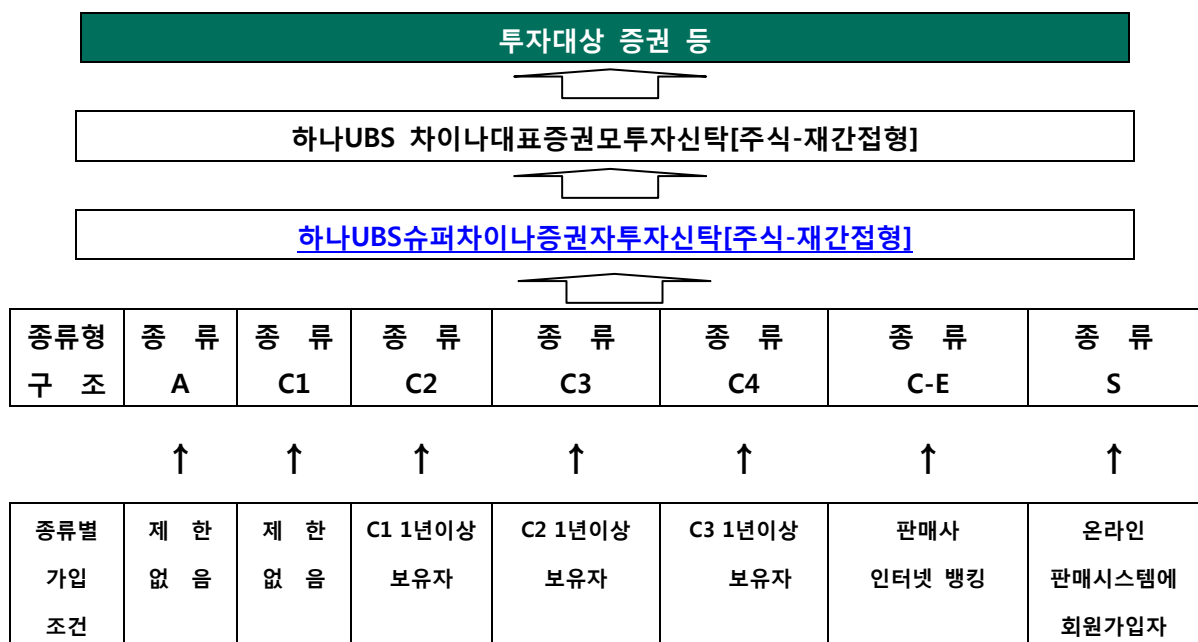 투자대상 증권 등
하나UBS 차이나대표증권모투자신탁[주식-재간접형]
하나UBS슈퍼차이나증권자투자신탁[주식-재간접형]
종류형 종 류 종 류 종 류 종 류 종 류 종 류 종 류
구 조 A C1 C2 C3 C4 C-E S
↑ ↑ ↑ ↑ ↑ ↑ ↑
종류별 제 한 제 한 C1 1년이상 C2 1년이상 C3 1년이상 판매사 온라인
가입 없 음 없 음 보유자 보유자 보유자 인터넷 뱅킹 판매시스템에
조건 회원가입자